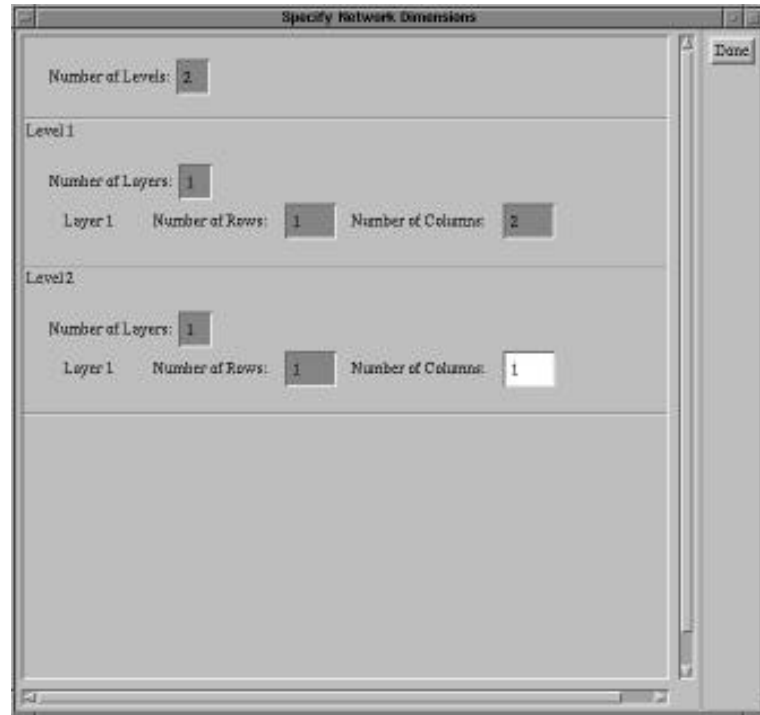 Specify Network Dimensions
Done
Number of Levels: 2
Level 1
Number of Layers: 1
Layer 1 Number of Rows: 1 Number of Columns: 2
Level 2
Number of Layers: 1
Layer 1 Number of Rows: 1 Number of Columns: 1